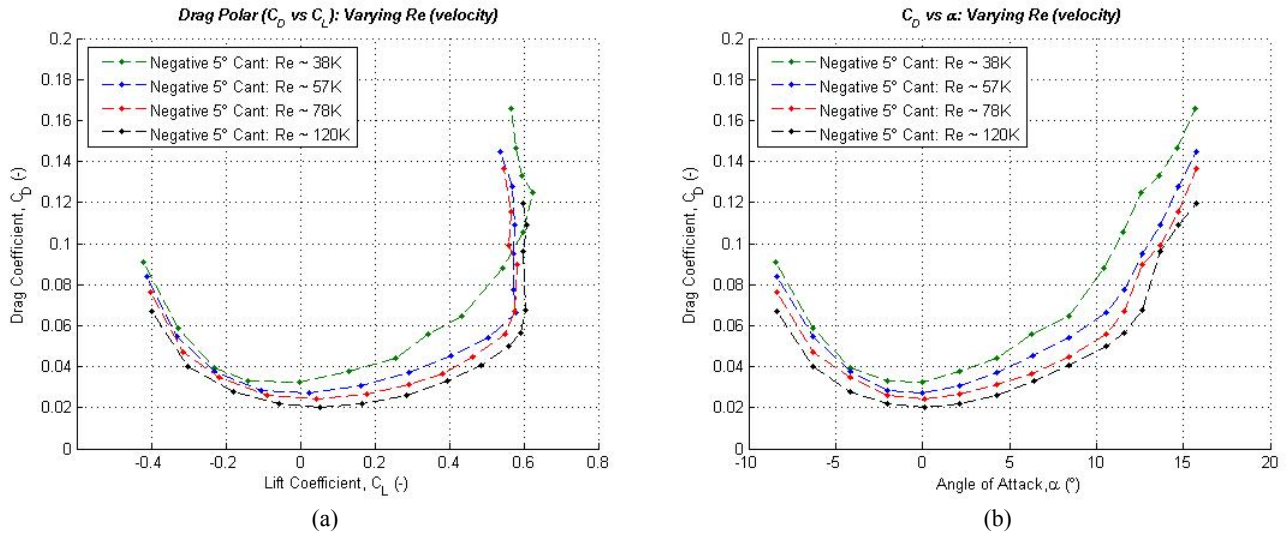 Drag Polar (C_D vs C_L): Varying Re (velocity)
0.2
0.18
0.16
0.14
0.12
0.1
0.08
0.06
0.04
0.02
0
Drag Coefficient, C_D (-)
Negative 5° Cant: Re ~ 38K
Negative 5° Cant: Re ~ 57K
Negative 5° Cant: Re ~ 78K
Negative 5° Cant: Re ~ 120K
-0.4 -0.2 0 0.2 0.4 0.6 0.8
Lift Coefficient, C_L (-)
(a)
C_D vs α: Varying Re (velocity)
0.2
0.18
0.16
0.14
0.12
0.1
0.08
0.06
0.04
0.02
0
Drag Coefficient, C_D (-)
Negative 5° Cant: Re ~ 38K
Negative 5° Cant: Re ~ 57K
Negative 5° Cant: Re ~ 78K
Negative 5° Cant: Re ~ 120K
-10 -5 0 5 10 15 20
Angle of Attack,α (°)
(b)